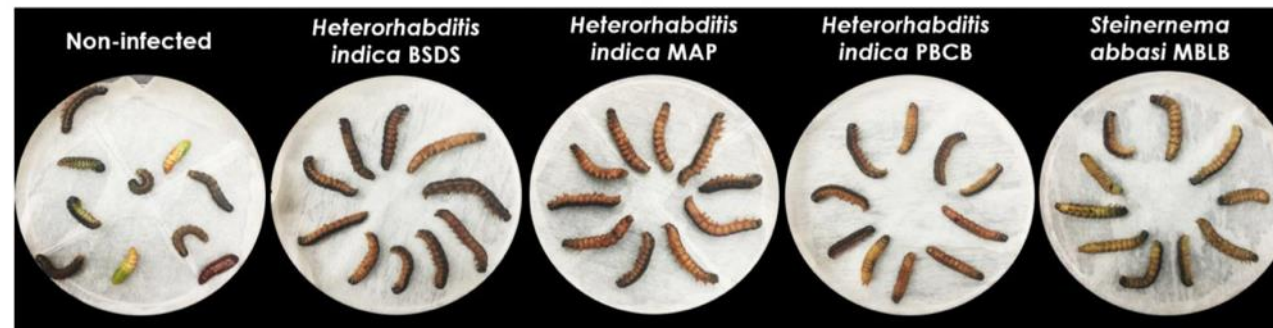 Non-infected
Heterorhabditis
indica BSDS
Heterorhabditis
indica MAP
Heterorhabditis
indica PBCB
Steinernema
abbasi MBLB